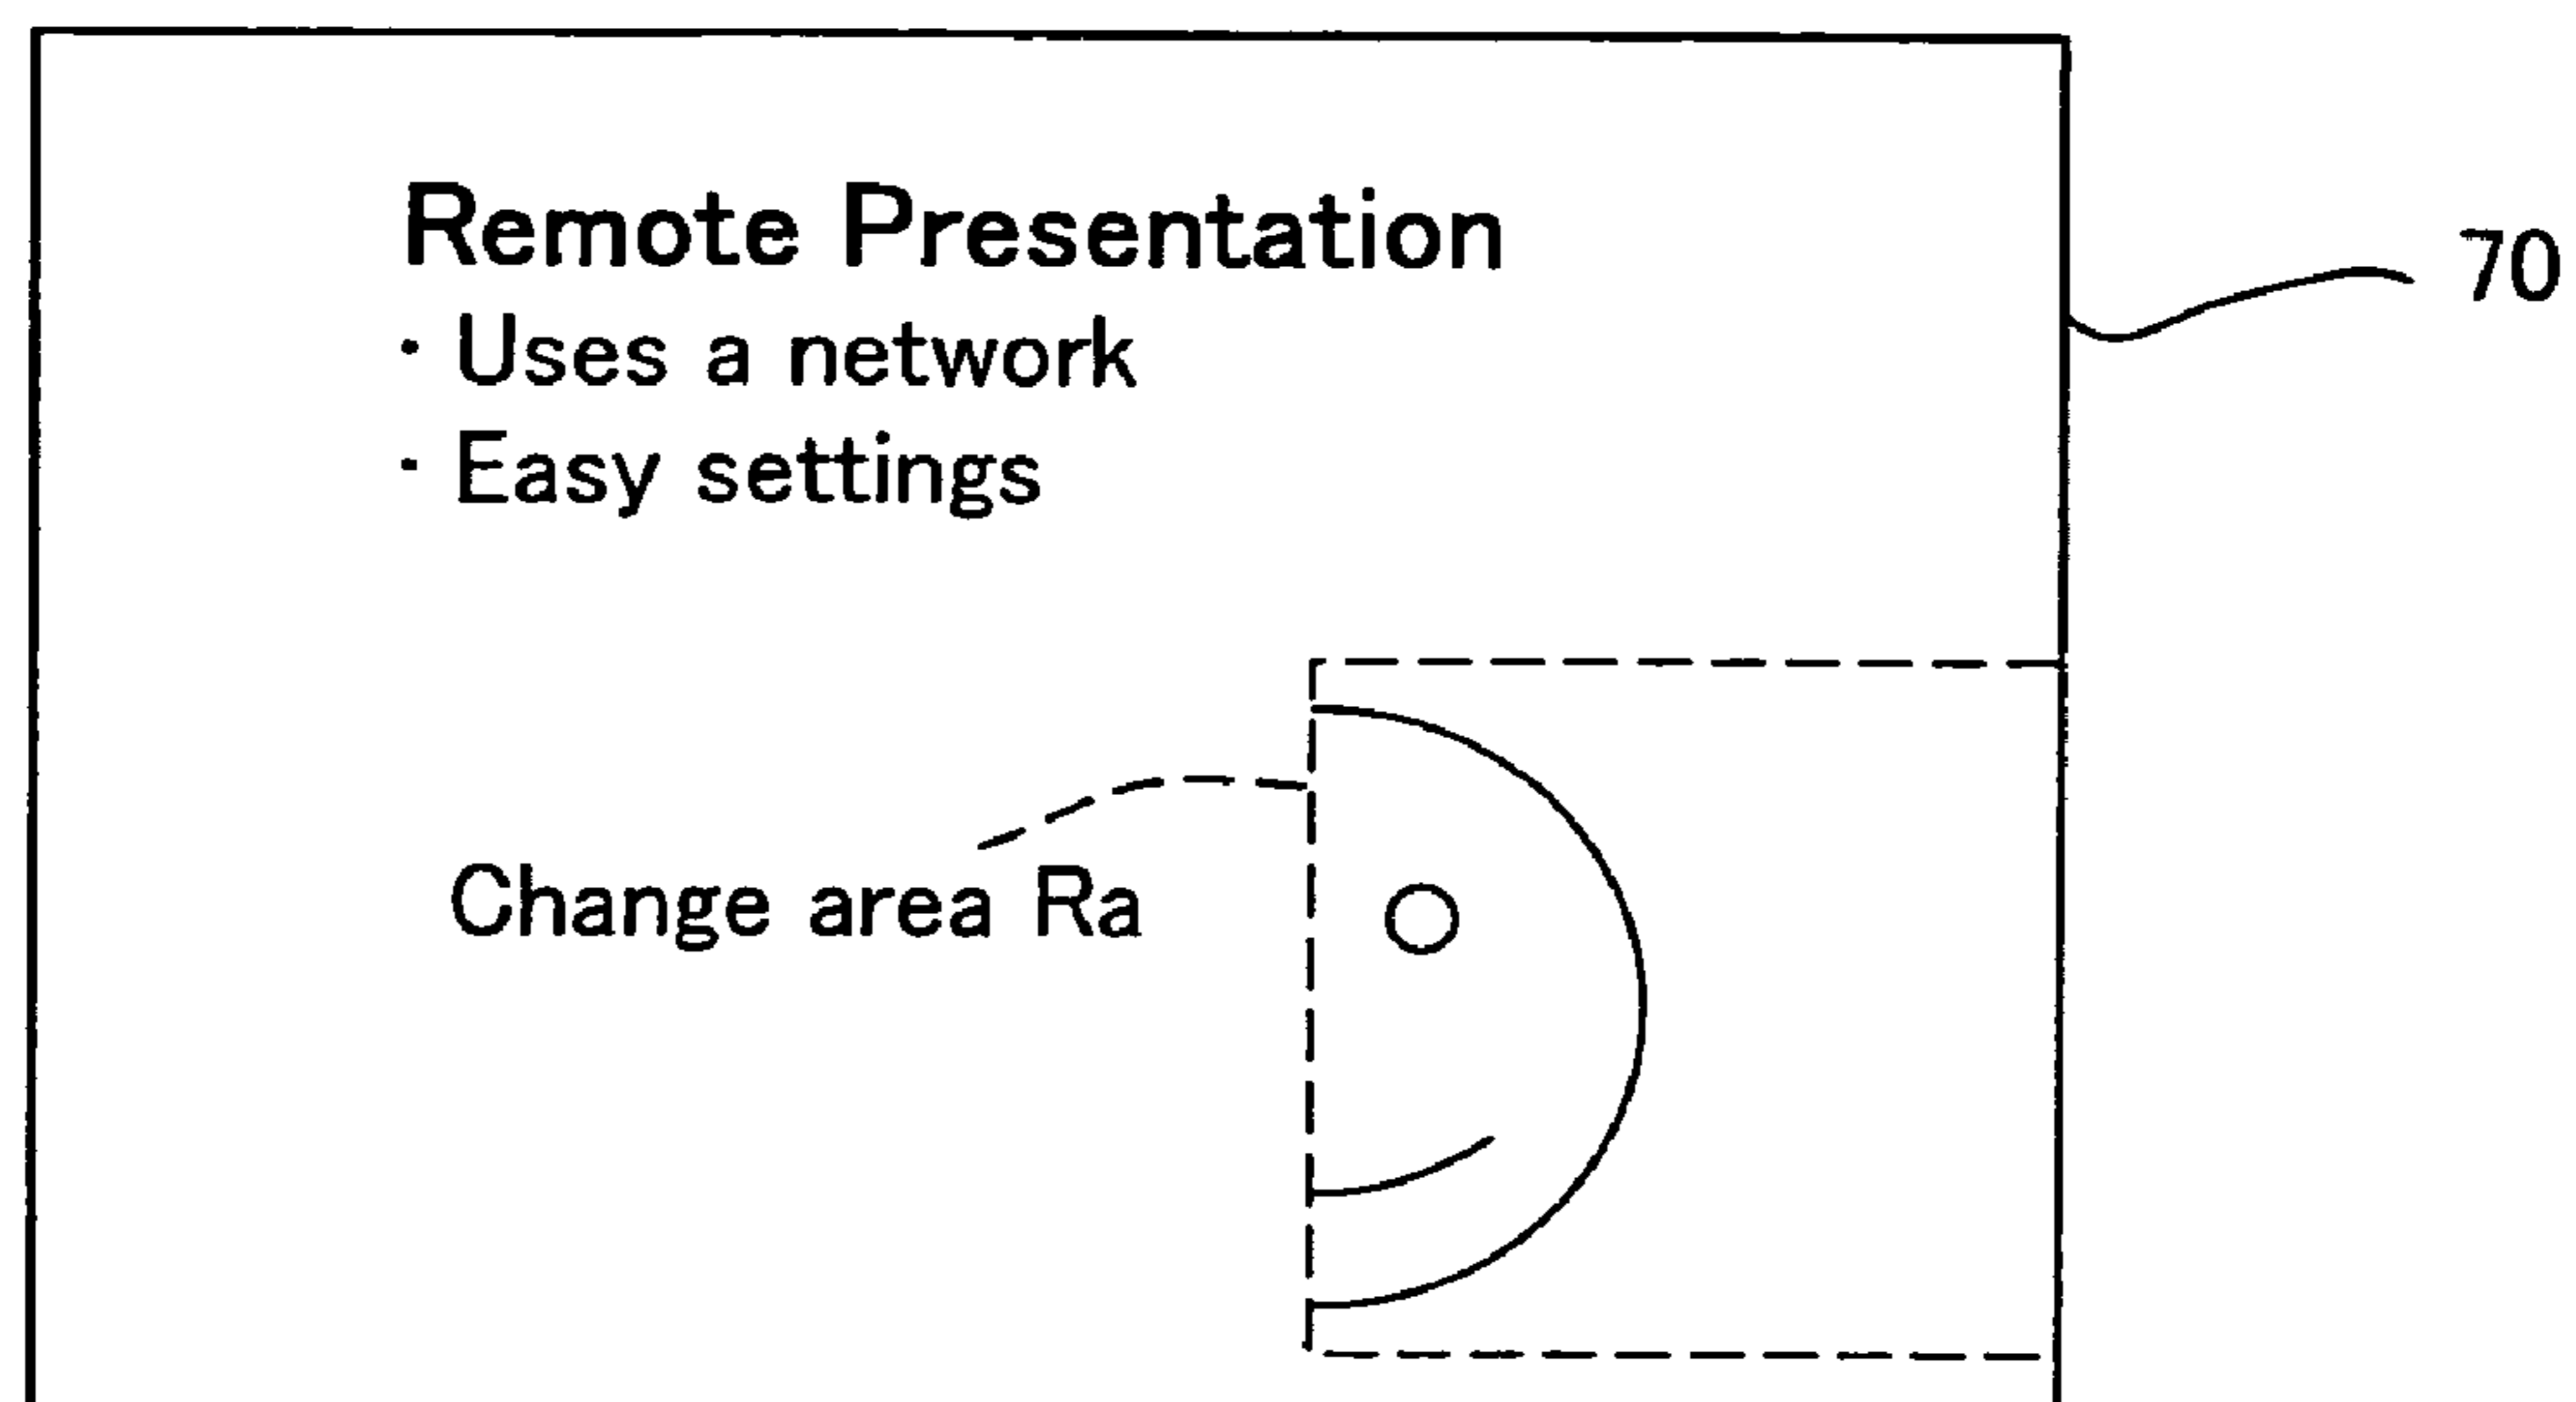 Remote Presentation
・Uses a network
・Easy settings
70
Change area Ra